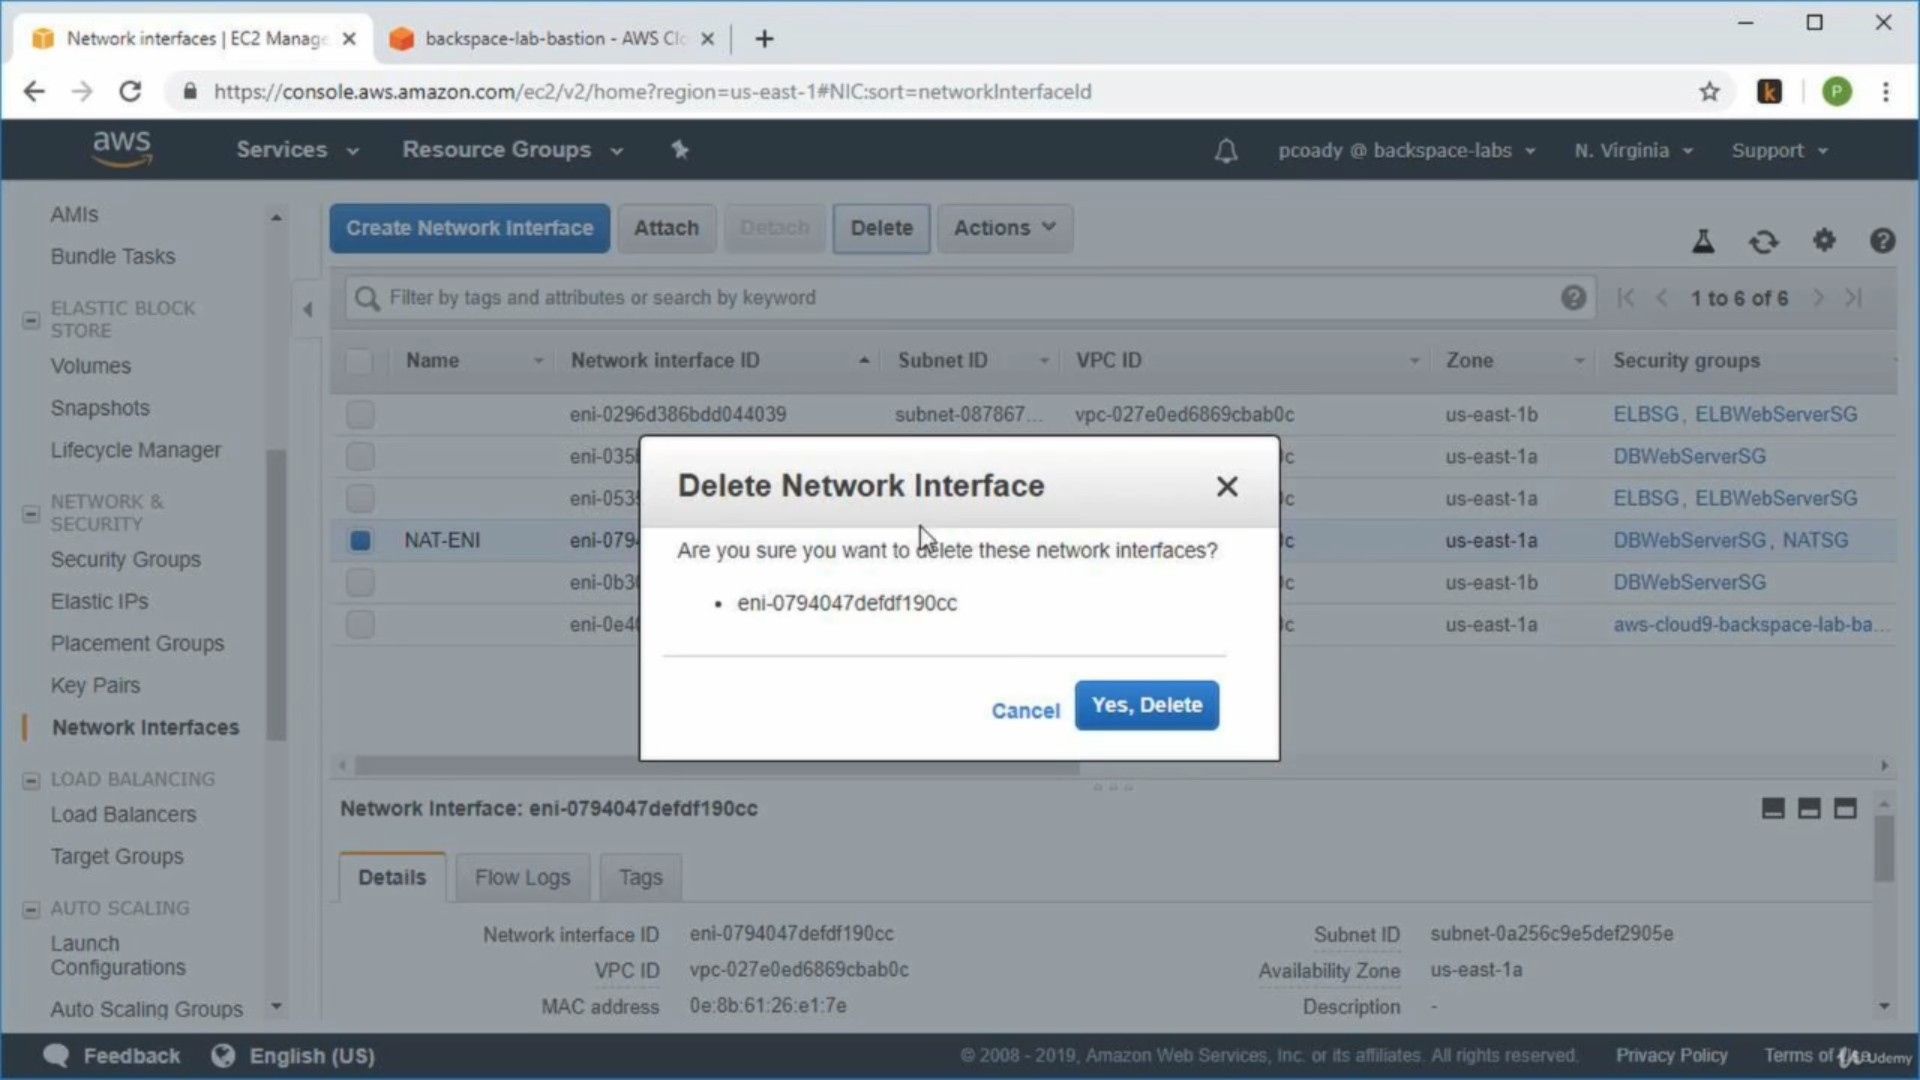 Network interfaces | EC2 Manage
backspace-lab-bastion - AWS Clo
https://console.aws.amazon.com/ec2/v2/home?region=us-east-1#NIC:sort=networkInterfaceId
k
P
aws
Services
Resource Groups
pcoady @ backspace-labs
N. Virginia
Support
AMIs
Bundle Tasks
ELASTIC BLOCK
STORE
Volumes
Snapshots
Lifecycle Manager
NETWORK &
SECURITY
Security Groups
Elastic IPs
Placement Groups
Key Pairs
Network Interfaces
LOAD BALANCING
Load Balancers
Target Groups
AUTO SCALING
Launch
Configurations
Auto Scaling Groups
Create Network Interface
Attach
Detach
Delete
Actions
Filter by tags and attributes or search by keyword
1 to 6 of 6
Name Network interface ID Subnet ID VPC ID Zone Security groups
eni-0296d386bdd044039 subnet-087867... vpc-027e0ed6869cbab0c us-east-1b ELBSG, ELBWebServerSG
eni-035 c us-east-1a DBWebServerSG
eni-053 c us-east-1a ELBSG, ELBWebServerSG
NAT-ENI eni-079 c us-east-1a DBWebServerSG, NATSG
eni-0b3 c us-east-1b DBWebServerSG
eni-0e4 c us-east-1a aws-cloud9-backspace-lab-ba...
Delete Network Interface
Are you sure you want to delete these network interfaces?
• eni-0794047defdf190cc
Cancel
Yes, Delete
Network Interface: eni-0794047defdf190cc
Details
Flow Logs
Tags
Network interface ID eni-0794047defdf190cc
Subnet ID subnet-0a256c9e5def2905e
VPC ID vpc-027e0ed6869cbab0c
Availability Zone us-east-1a
MAC address 0e:8b:61:26:e1:7e
Description -
Feedback
English (US)
© 2008 - 2019, Amazon Web Services, Inc. or its affiliates. All rights reserved.
Privacy Policy
Terms of Use
Udemy